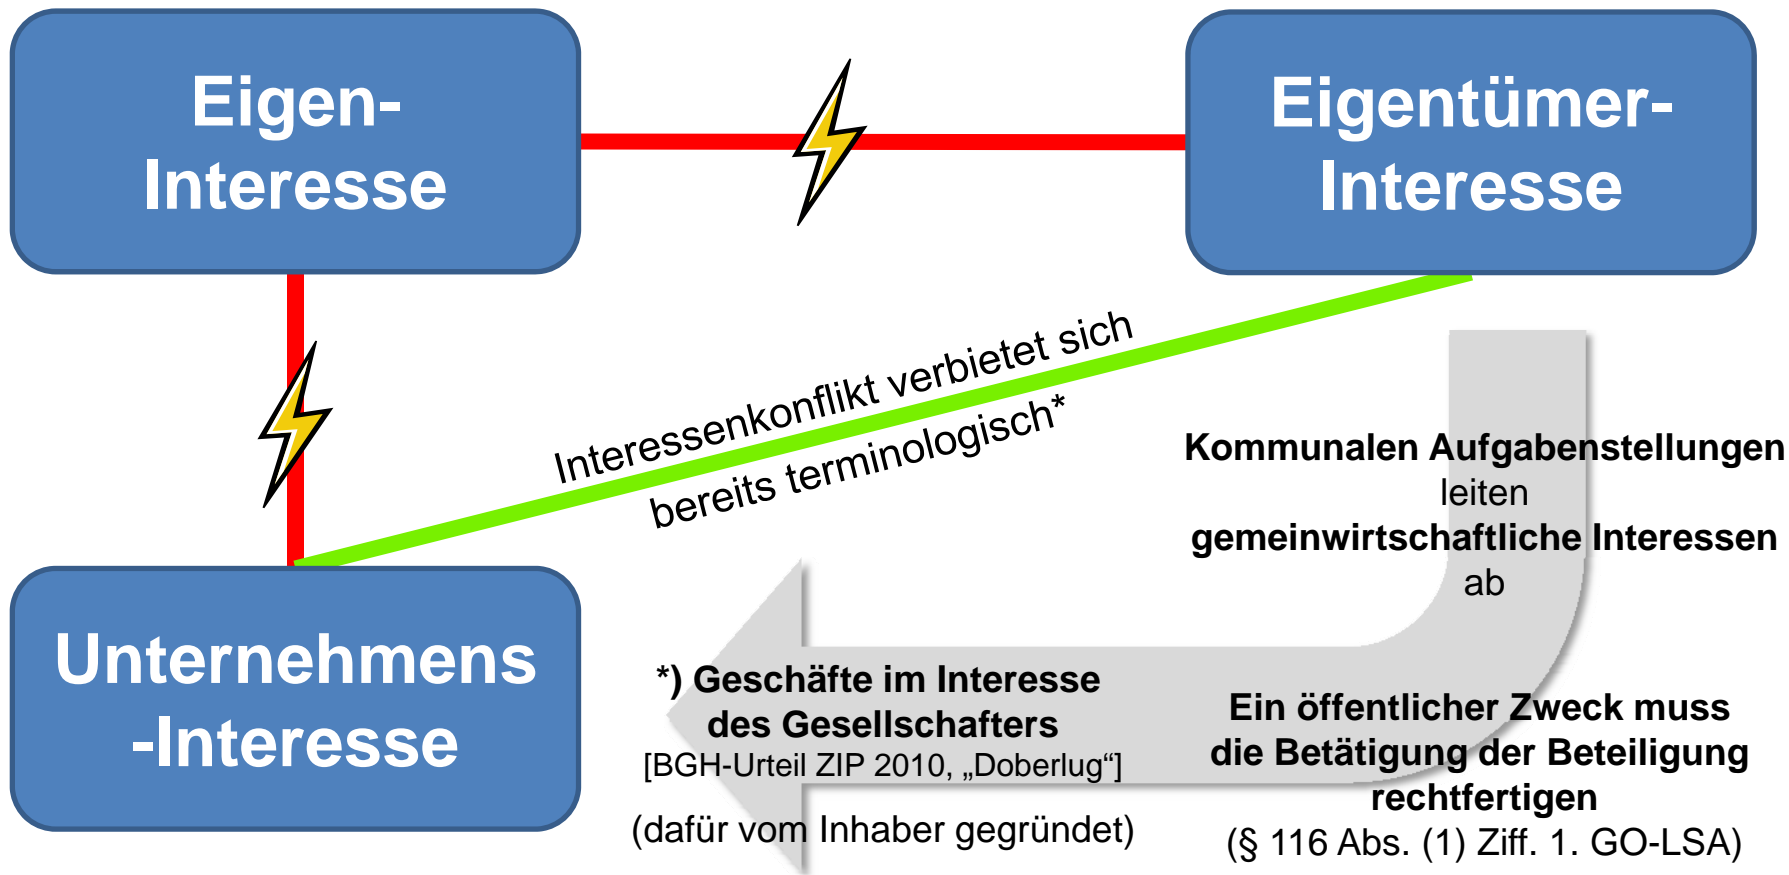 Eigen-
Interesse
Eigentümer-
Interesse
Interessenkonflikt verbietet sich
bereits terminologisch*
Kommunalen Aufgabenstellungen
leiten
gemeinwirtschaftliche Interessen
ab
Unternehmens
-Interesse
*) Geschäfte im Interesse
des Gesellschafters
[BGH-Urteil ZIP 2010, „Doberlug“]
(dafür vom Inhaber gegründet)
Ein öffentlicher Zweck muss
die Betätigung der Beteiligung
rechtfertigen
(§ 116 Abs. (1) Ziff. 1. GO-LSA)